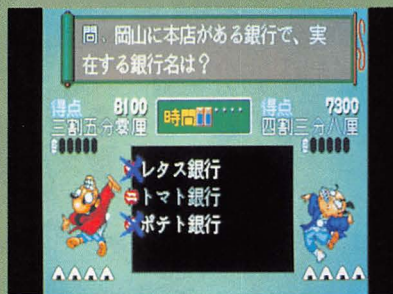 問．岡山に本店がある銀行で、実
在する銀行名は？
得点 8100
時間
得点 7300
三割五分零厘
四割三分八厘
レタス銀行
トマト銀行
ポテト銀行